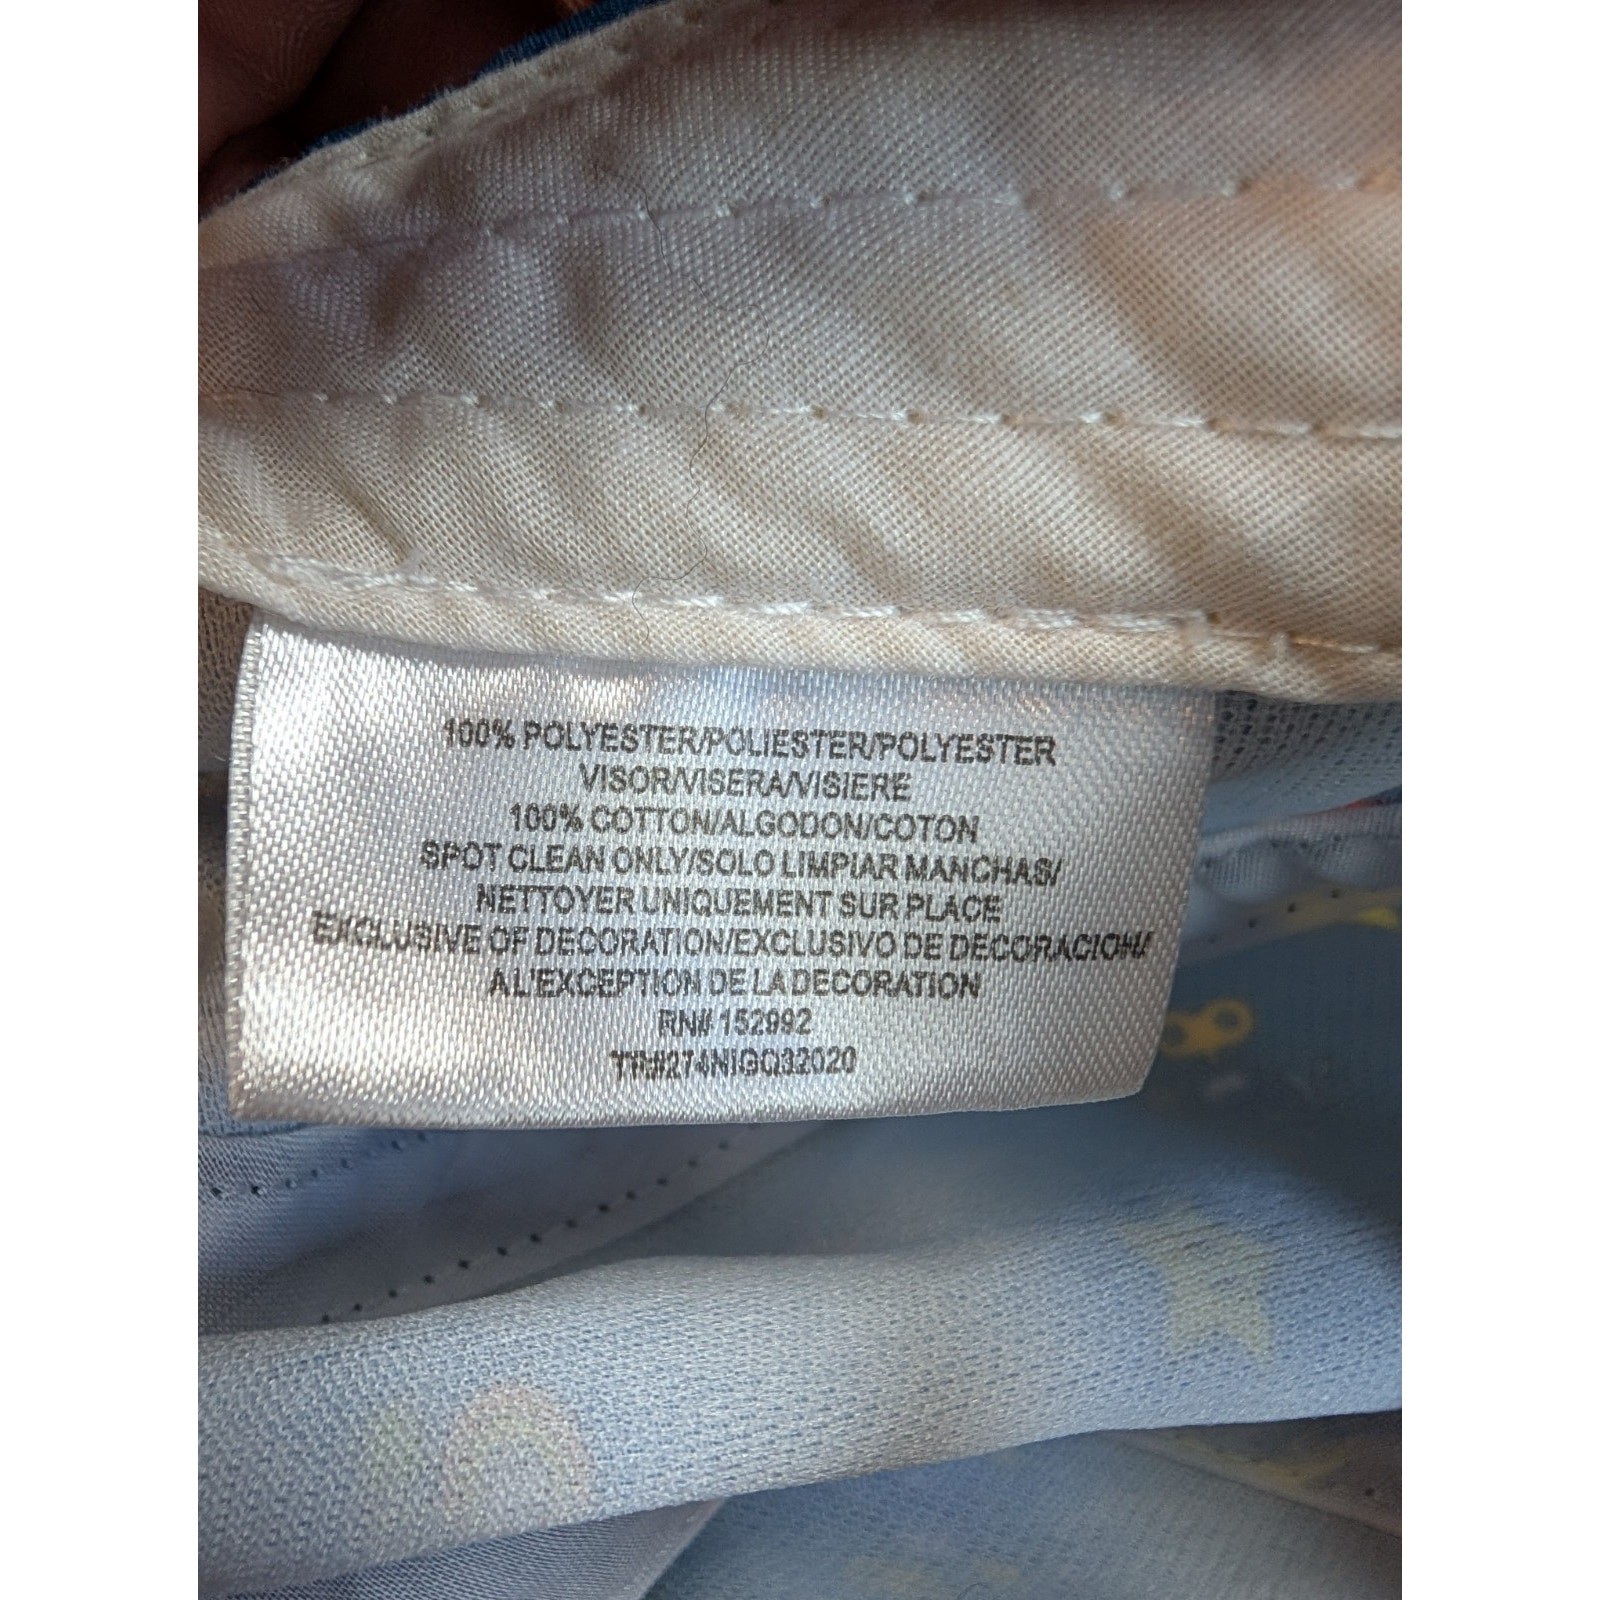 100% POLYESTER/POLIESTER/POLYESTER
VISOR/VISERA/VISIERE
100% COTTON/ALGODON/COTON
SPOT CLEAN ONLY/SOLO LIMPIAR MANCHAS/
NETTOYER UNIQUEMENT SUR PLACE
EXCLUSIVE OF DECORATION/EXCLUSIVO DE DECORACION/
A L'EXCEPTION DE LA DECORATION
RN# 152992